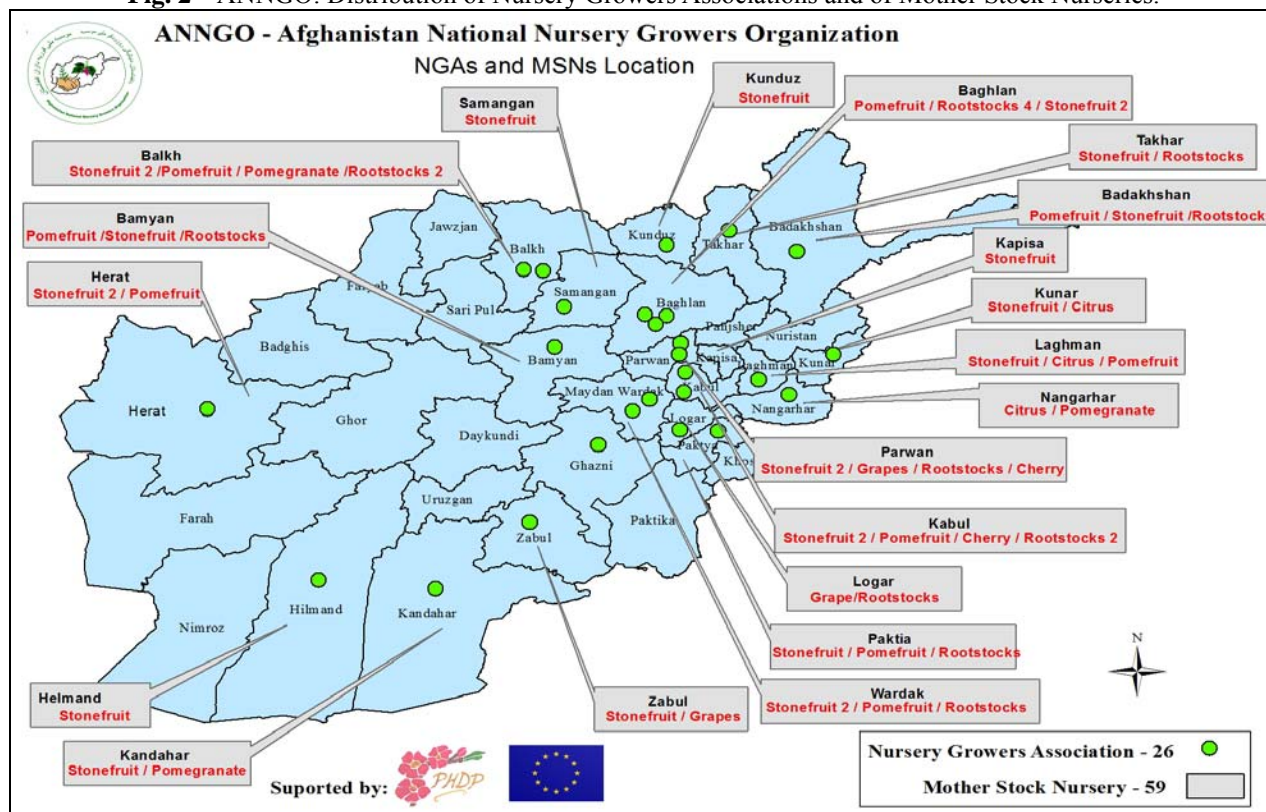 Fig. 2 – ANNGO: Distribution of Nursery Growers Associations and of Mother Stock Nurseries.
ANNGO - Afghanistan National Nursery Growers Organization
NGAs and MSNs Location
Kunduz
Stonefruit
Baghlan
Pomefruit / Rootstocks 4 / Stonefruit 2
Samangan
Stonefruit
Takhar
Stonefruit / Rootstocks
Balkh
Stonefruit 2 /Pomefruit / Pomegranate /Rootstocks 2
Badakhshan
Pomefruit / Stonefruit /Rootstock
Bamyan
Pomefruit /Stonefruit /Rootstocks
Kapisa
Stonefruit
Herat
Stonefruit 2 / Pomefruit
Kunar
Stonefruit / Citrus
Laghman
Stonefruit / Citrus / Pomefruit
Nangarhar
Citrus / Pomegranate
Parwan
Stonefruit 2 / Grapes / Rootstocks / Cherry
Kabul
Stonefruit 2 / Pomefruit / Cherry / Rootstocks 2
Logar
Grape/Rootstocks
Paktia
Stonefruit / Pomefruit / Rootstocks
Wardak
Stonefruit 2 / Pomefruit / Rootstocks
Zabul
Stonefruit / Grapes
Helmand
Stonefruit
Kandahar
Stonefruit / Pomegranate
Jawzjan
Balkh
Kunduz
Takhar
Badakhshan
Samangan
Baghlan
Sari Pul
Panjsher
Nuristan
Badghis
Bamyan
Parwan
Kapisa
Laghman
Kunar
Kabul
Maydan Wardak
Nangarhar
Herat
Ghor
Daykundi
Logar
Paktya
Ghazni
Khos
Uruzgan
Paktika
Farah
Zabul
Hilmand
Kandahar
Nimroz
N
Suported by:
PHDP
Nursery Growers Association - 26
Mother Stock Nursery - 59